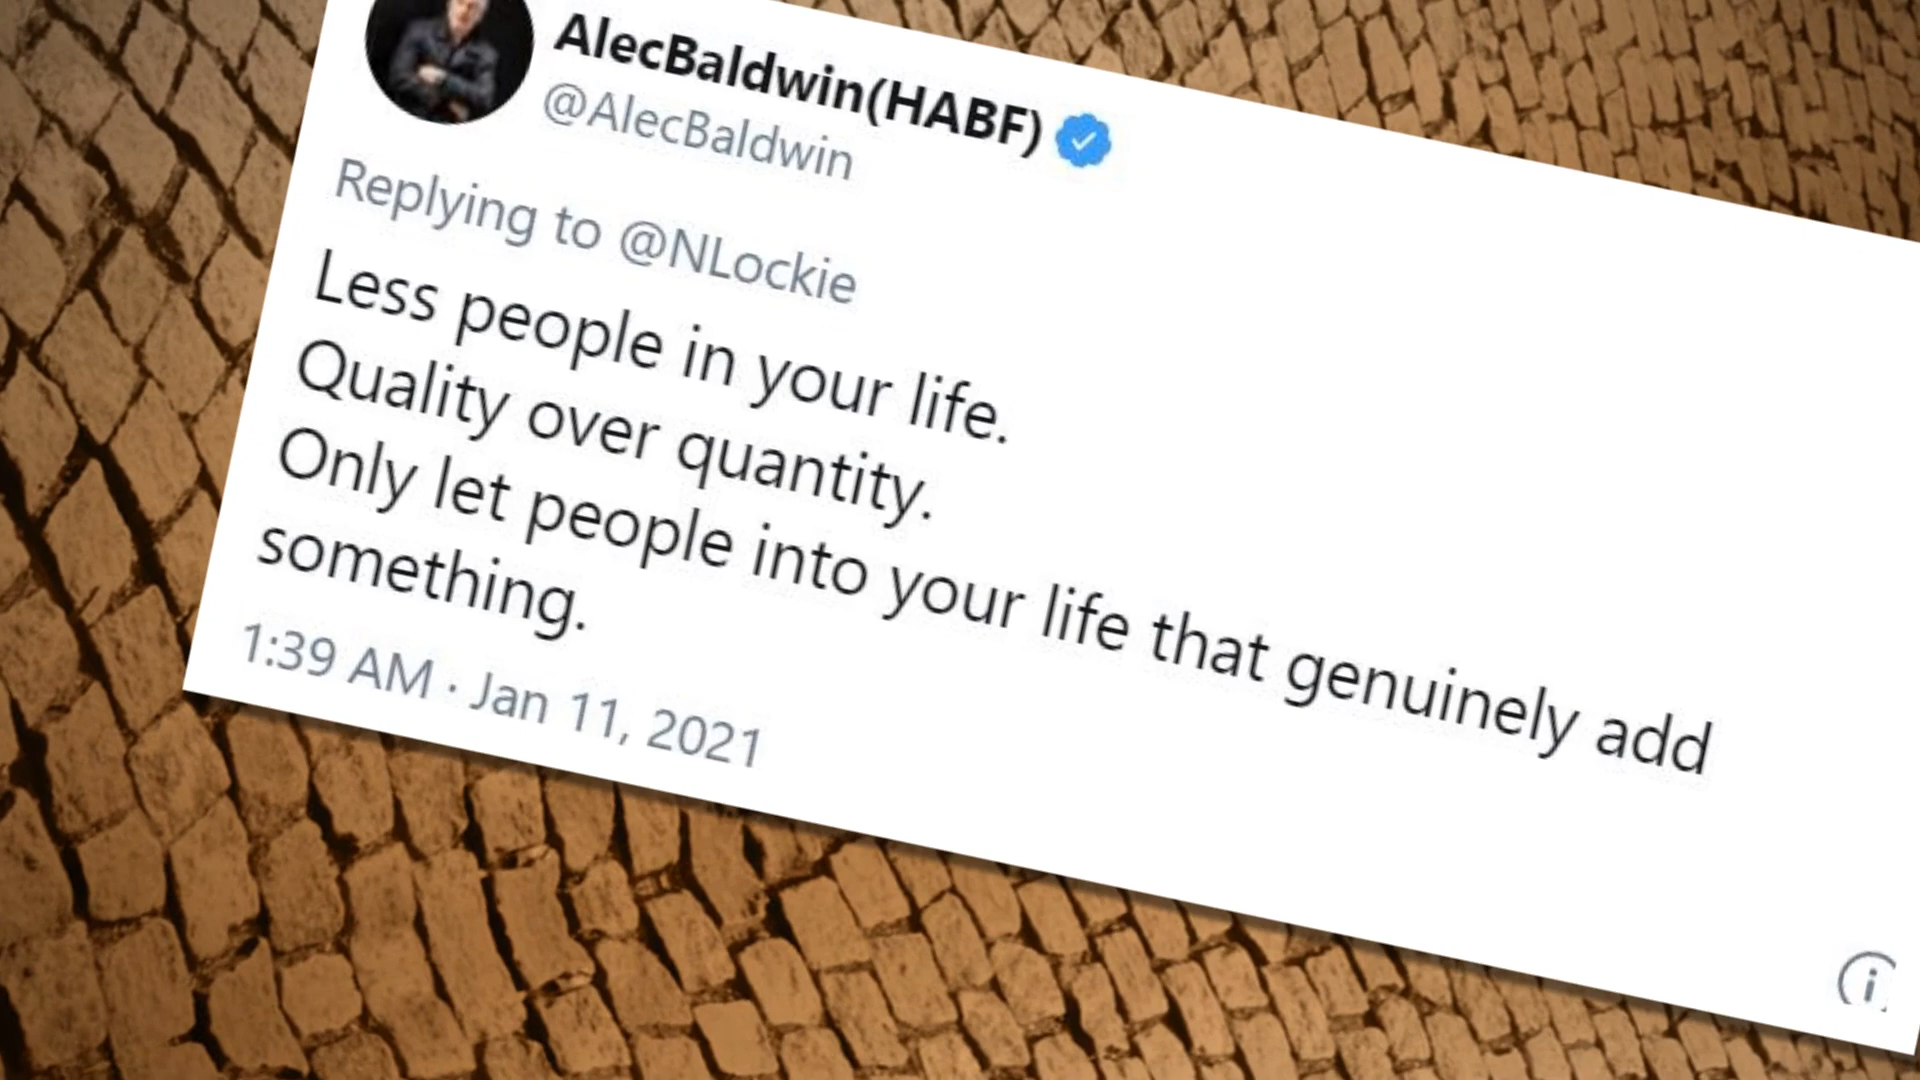 AlecBaldwin(HABF)
@AlecBaldwin
Replying to @NLockie
Less people in your life.
Quality over quantity.
Only let people into your life that genuinely add
something.
1:39 AM · Jan 11, 2021